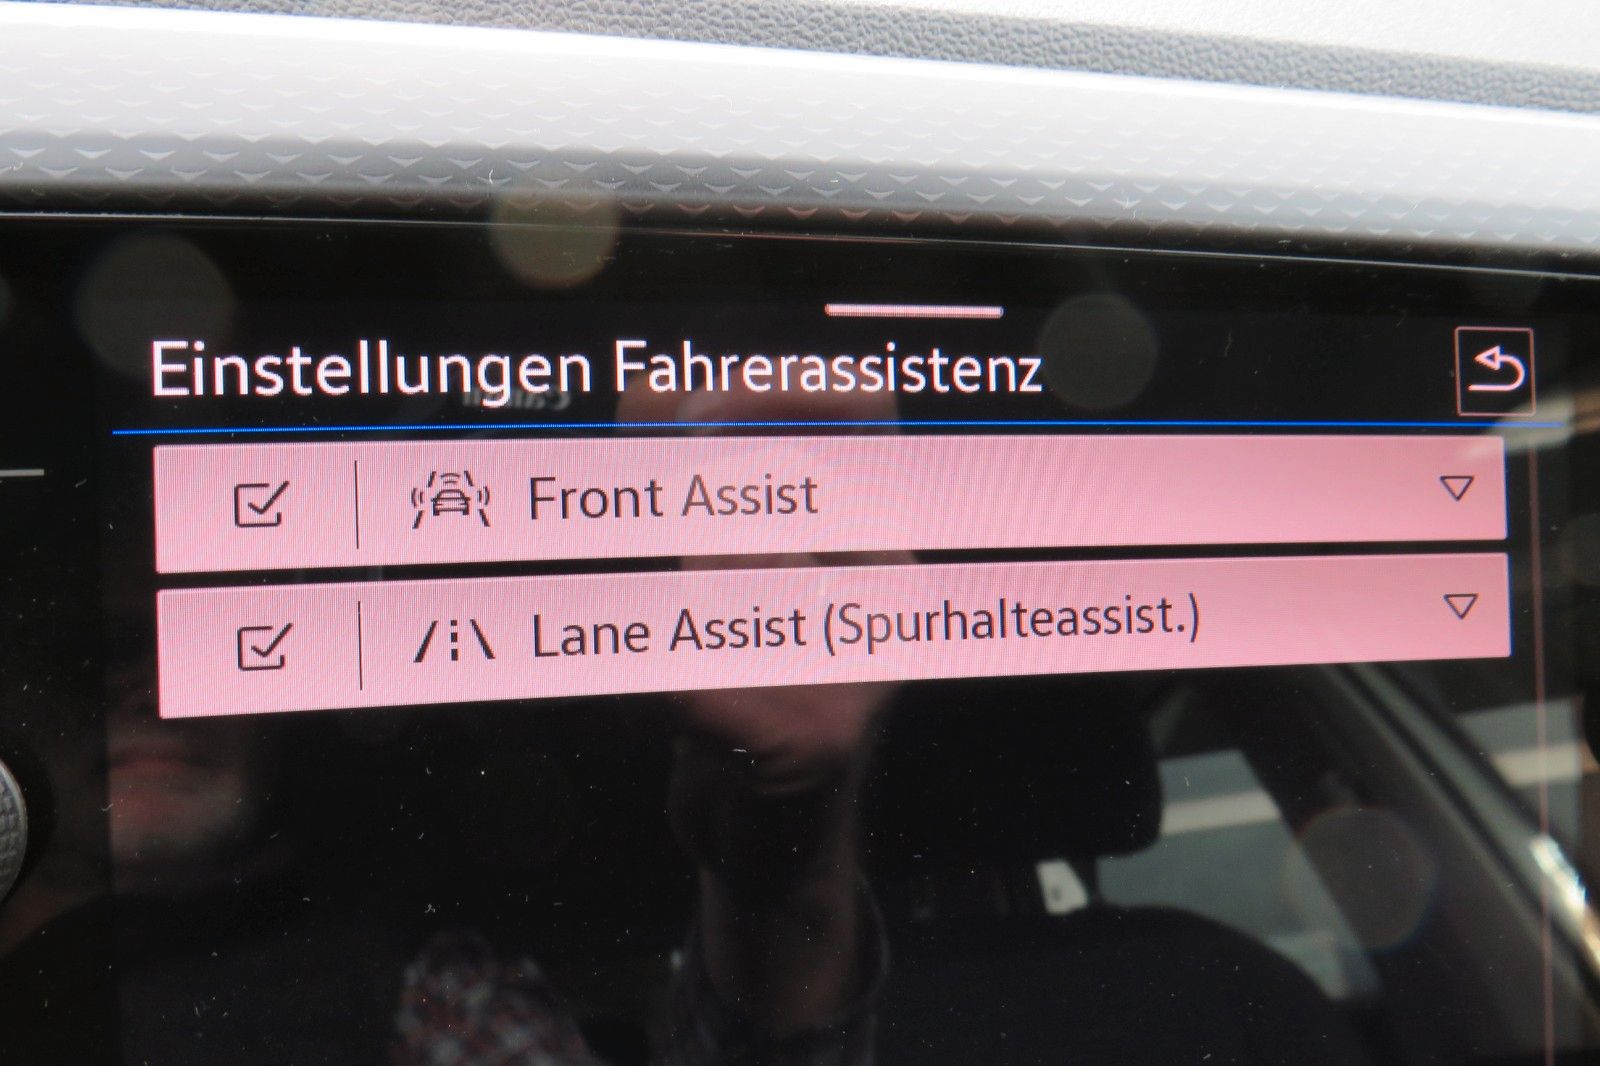 Einstellungen Fahrerassistenz
Front Assist
Lane Assist (Spurhalteassist.)